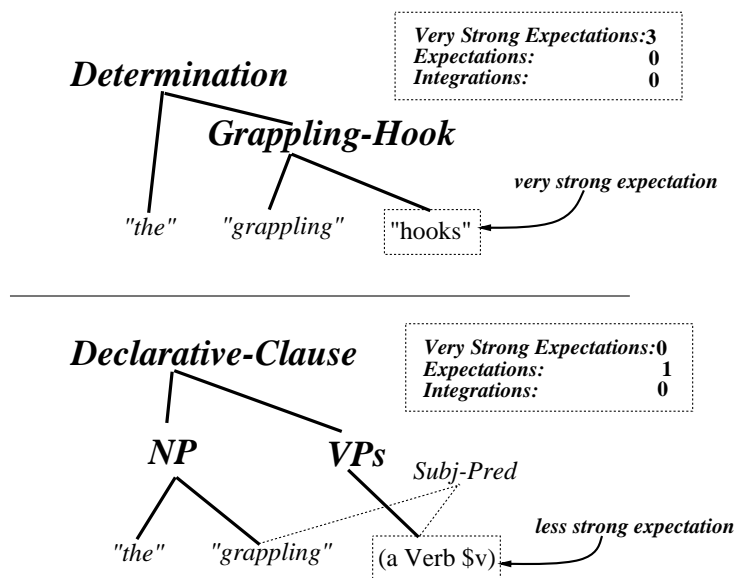 Very Strong Expectations:3
Expectations: 0
Integrations: 0
Determination
Grappling-Hook
very strong expectation
"the" "grappling" "hooks"
Declarative-Clause
Very Strong Expectations:0
Expectations: 1
Integrations: 0
NP VPs
Subj-Pred
less strong expectation
"the" "grappling" (a Verb $v)